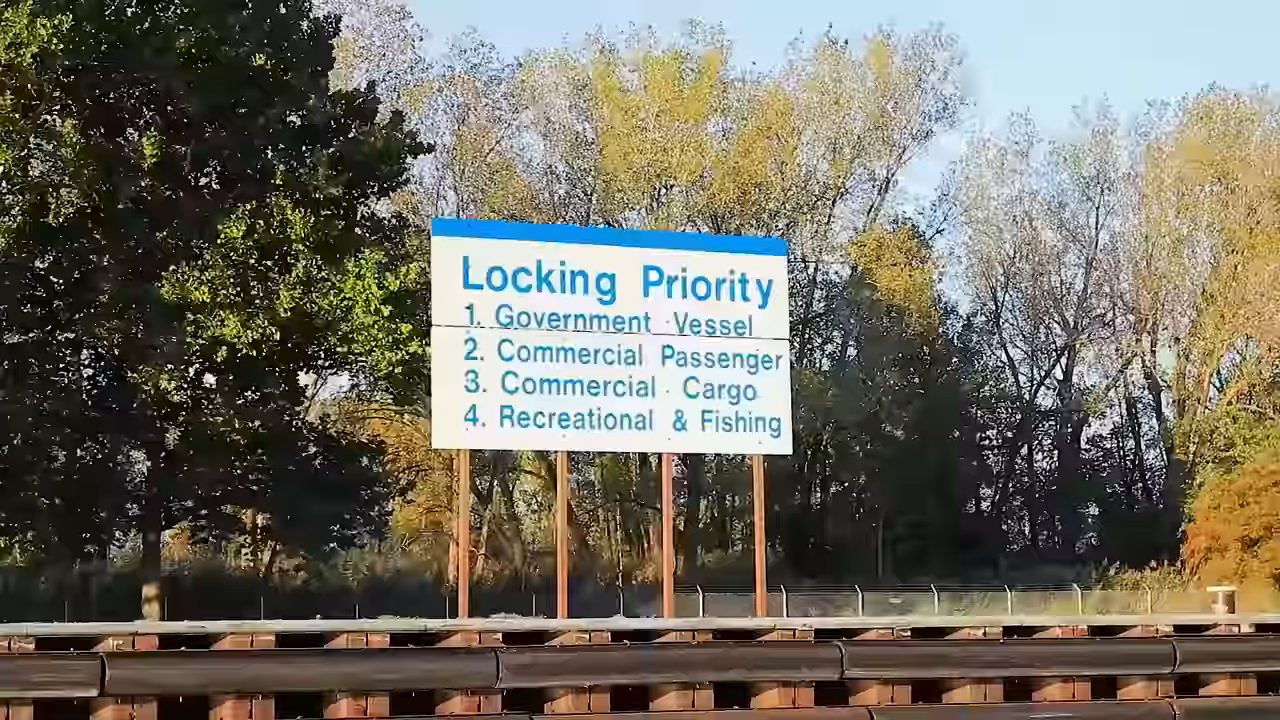 Locking Priority
1. Government Vessel
2. Commercial Passenger
3. Commercial Cargo
4. Recreational & Fishing